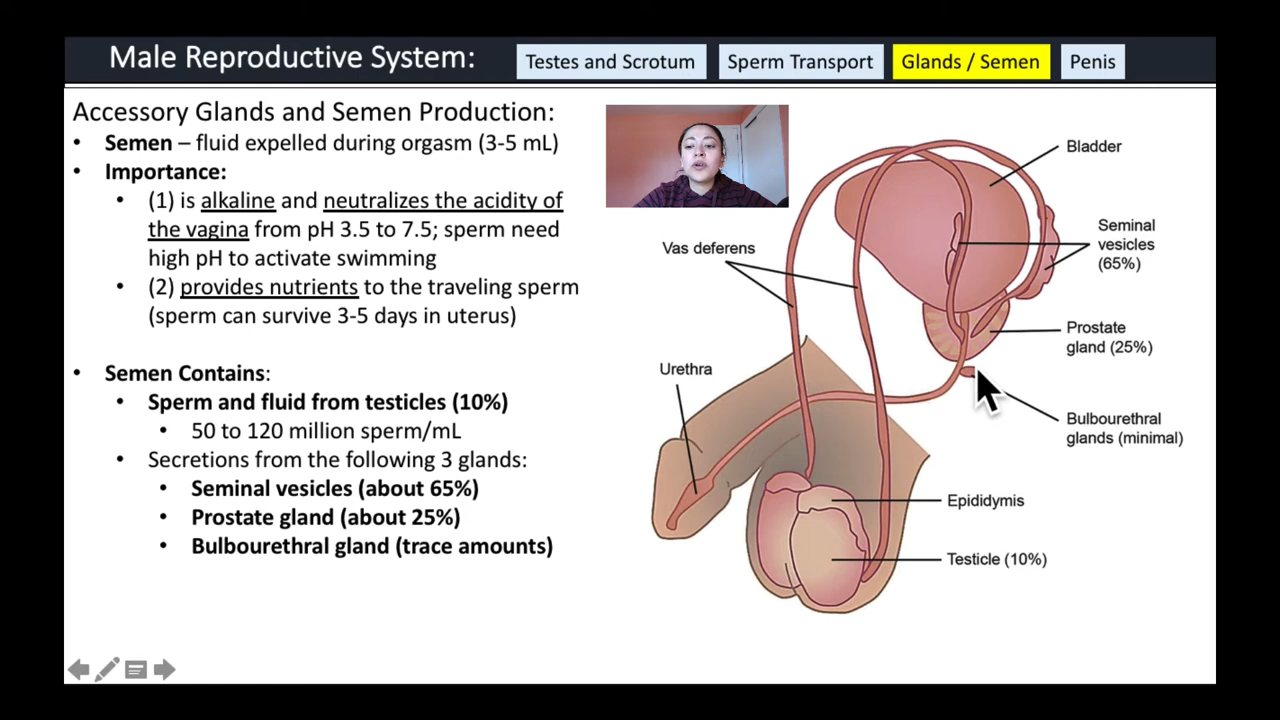 Male Reproductive System:
Testes and Scrotum
Sperm Transport
Glands / Semen
Penis
Accessory Glands and Semen Production:
• Semen – fluid expelled during orgasm (3-5 mL)
• Importance:
• (1) is alkaline and neutralizes the acidity of
the vagina from pH 3.5 to 7.5; sperm need
high pH to activate swimming
• (2) provides nutrients to the traveling sperm
(sperm can survive 3-5 days in uterus)
• Semen Contains:
• Sperm and fluid from testicles (10%)
• 50 to 120 million sperm/mL
• Secretions from the following 3 glands:
• Seminal vesicles (about 65%)
• Prostate gland (about 25%)
• Bulbourethral gland (trace amounts)
Bladder
Seminal
vesicles
(65%)
Vas deferens
Prostate
gland (25%)
Urethra
Bulbourethral
glands (minimal)
Epididymis
Testicle (10%)